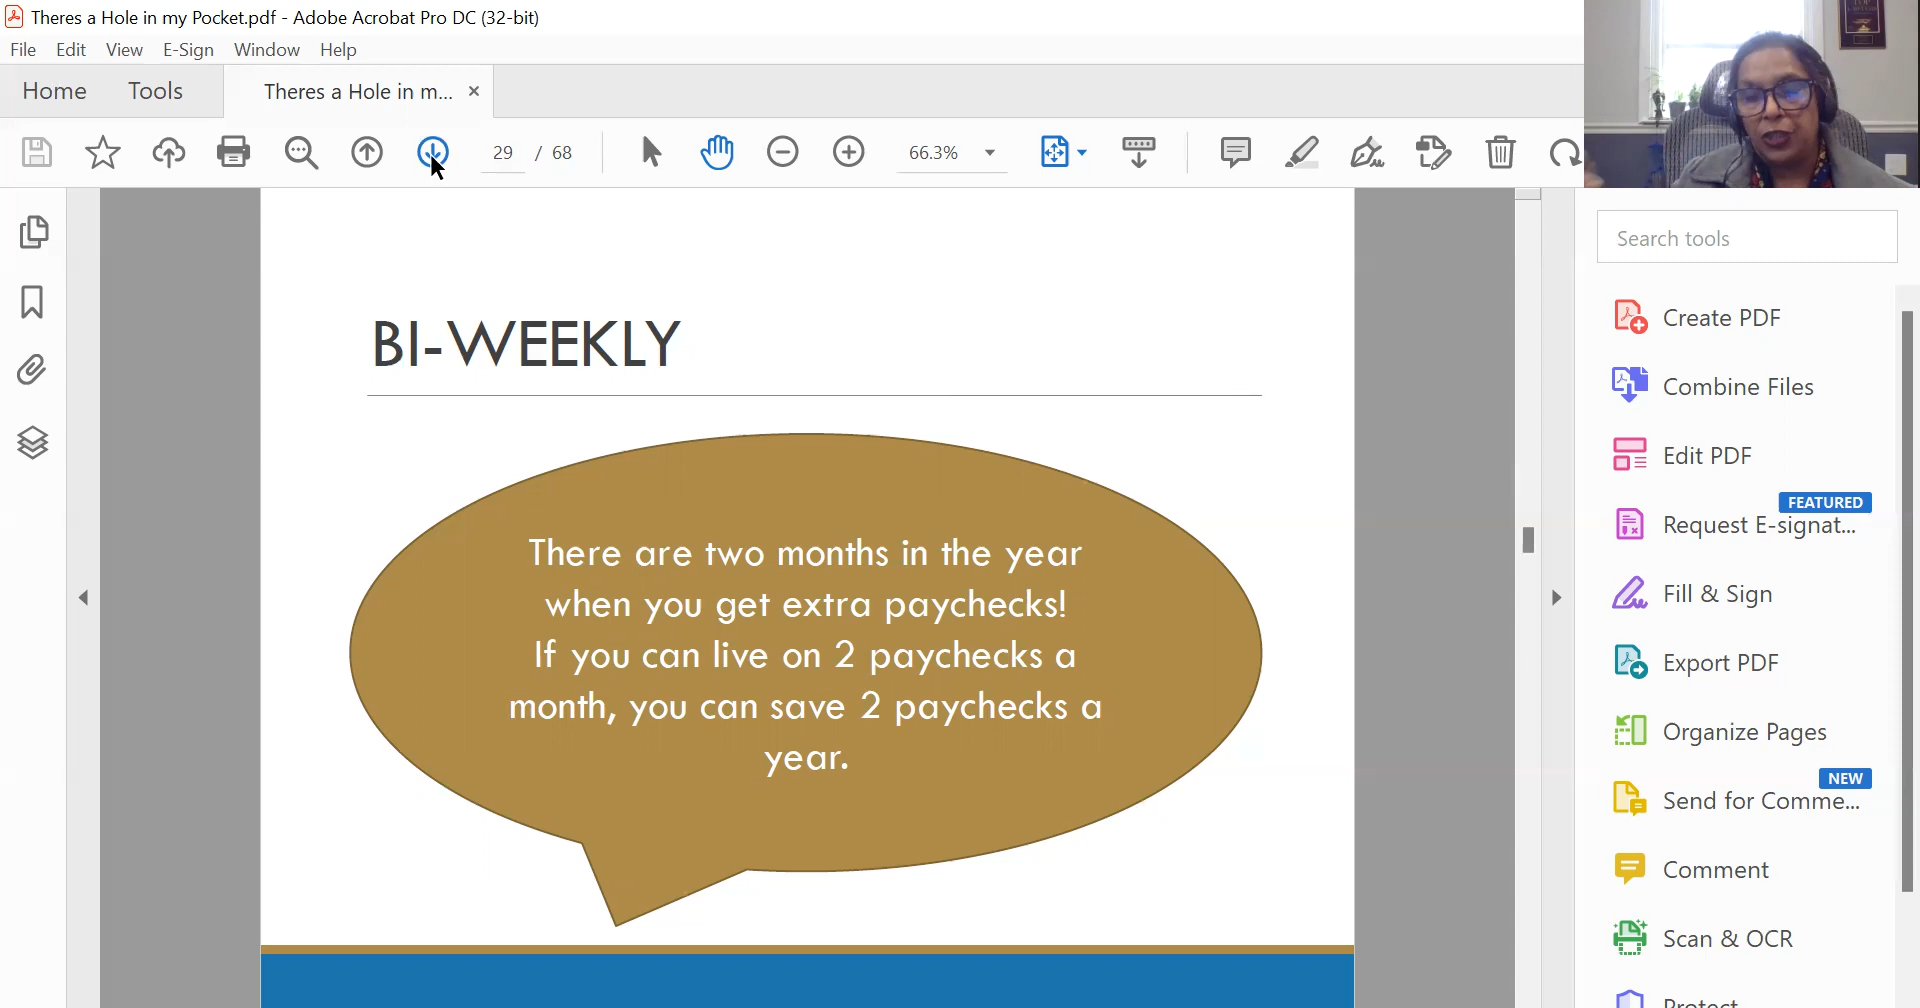 Theres a Hole in my Pocket.pdf - Adobe Acrobat Pro DC (32-bit)
File Edit View E-Sign Window Help
Home Tools Theres a Hole in m... ×
29 / 68 66.3%
Search tools
Create PDF
Combine Files
Edit PDF
FEATURED
Request E-signat...
Fill & Sign
Export PDF
Organize Pages
NEW
Send for Comme...
Comment
Scan & OCR
Protect
BI-WEEKLY
There are two months in the year
when you get extra paychecks!
If you can live on 2 paychecks a
month, you can save 2 paychecks a
year.